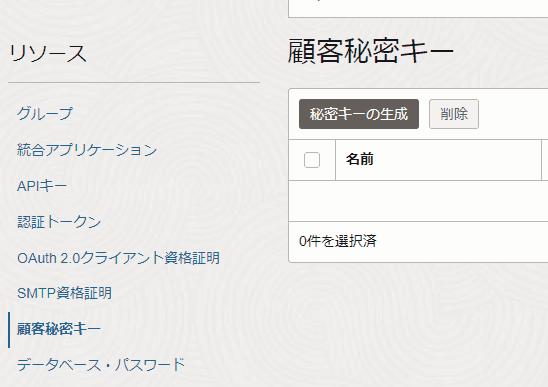 リソース
グループ
統合アプリケーション
APIキー
認証トークン
OAuth 2.0クライアント資格証明
SMTP資格証明
顧客秘密キー
データベース・パスワード
顧客秘密キー
秘密キーの生成 削除
名前
0件を選択済